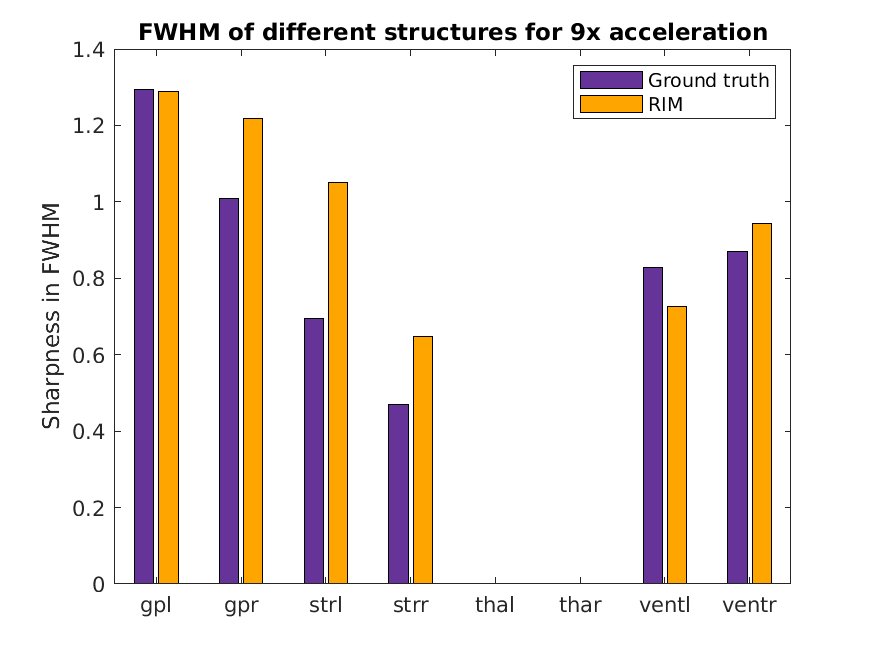 FWHM of different structures for 9x acceleration
1.4
1.2
1
0.8
0.6
0.4
0.2
0
Sharpness in FWHM
Ground truth
RIM
gpl gpr strl strr thal thar ventl ventr